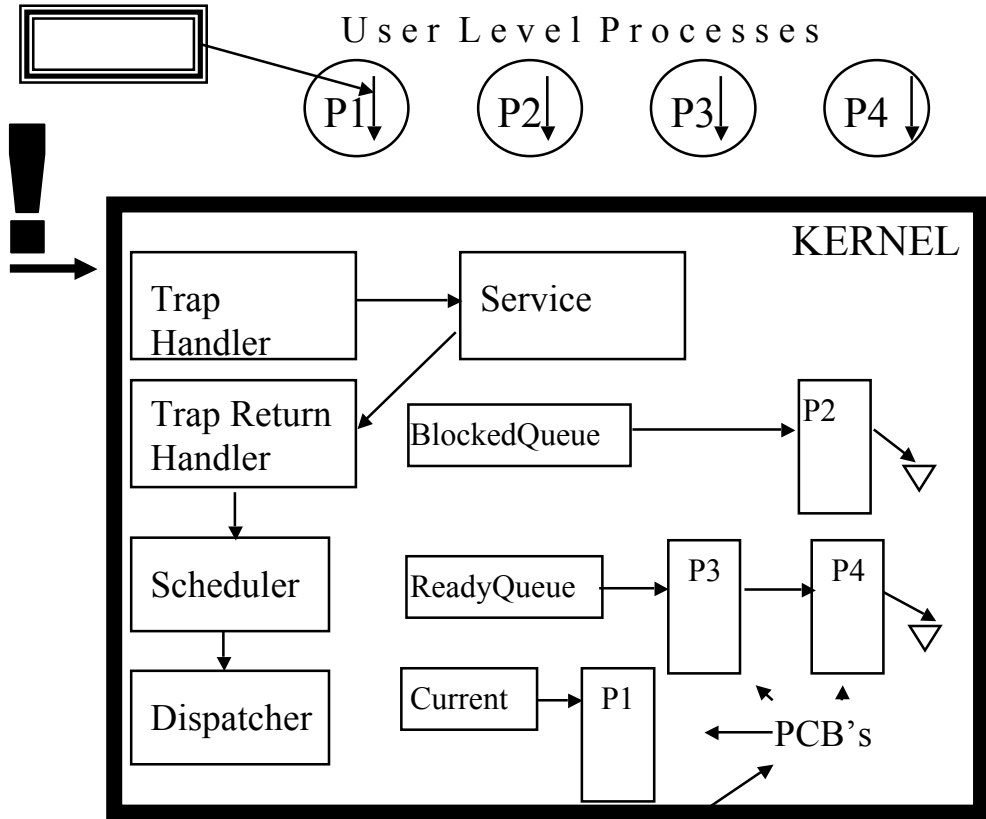 User Level Processes
P1
P2
P3
P4
!
KERNEL
Trap
Handler
Service
Trap Return
Handler
BlockedQueue
P2
Scheduler
ReadyQueue
P3
P4
Dispatcher
Current
P1
PCB’s